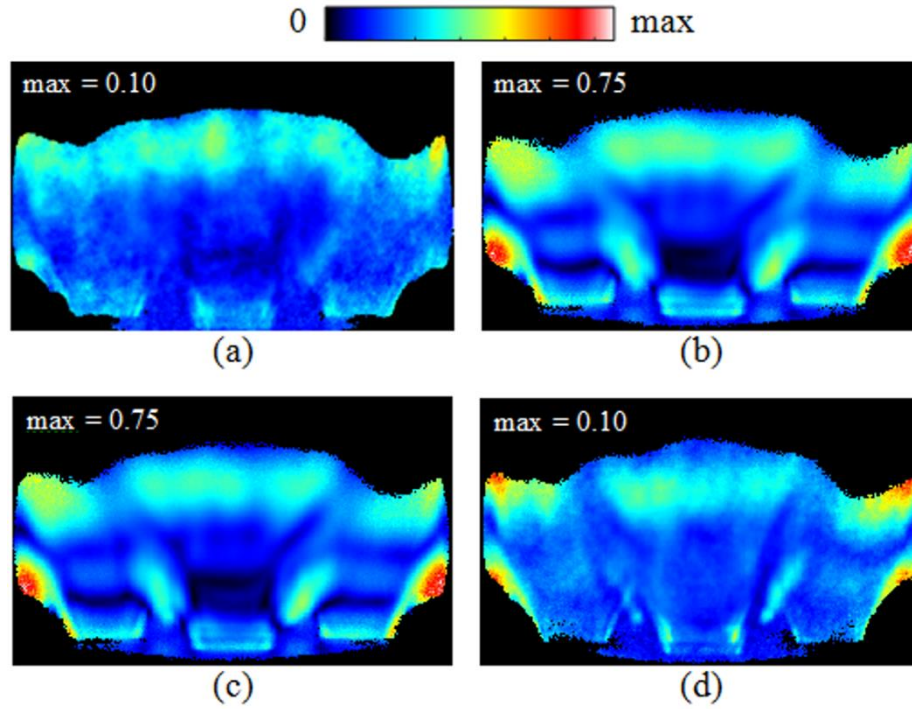 0 max
max = 0.10
max = 0.75
(a)
(b)
max = 0.75
max = 0.10
(c)
(d)